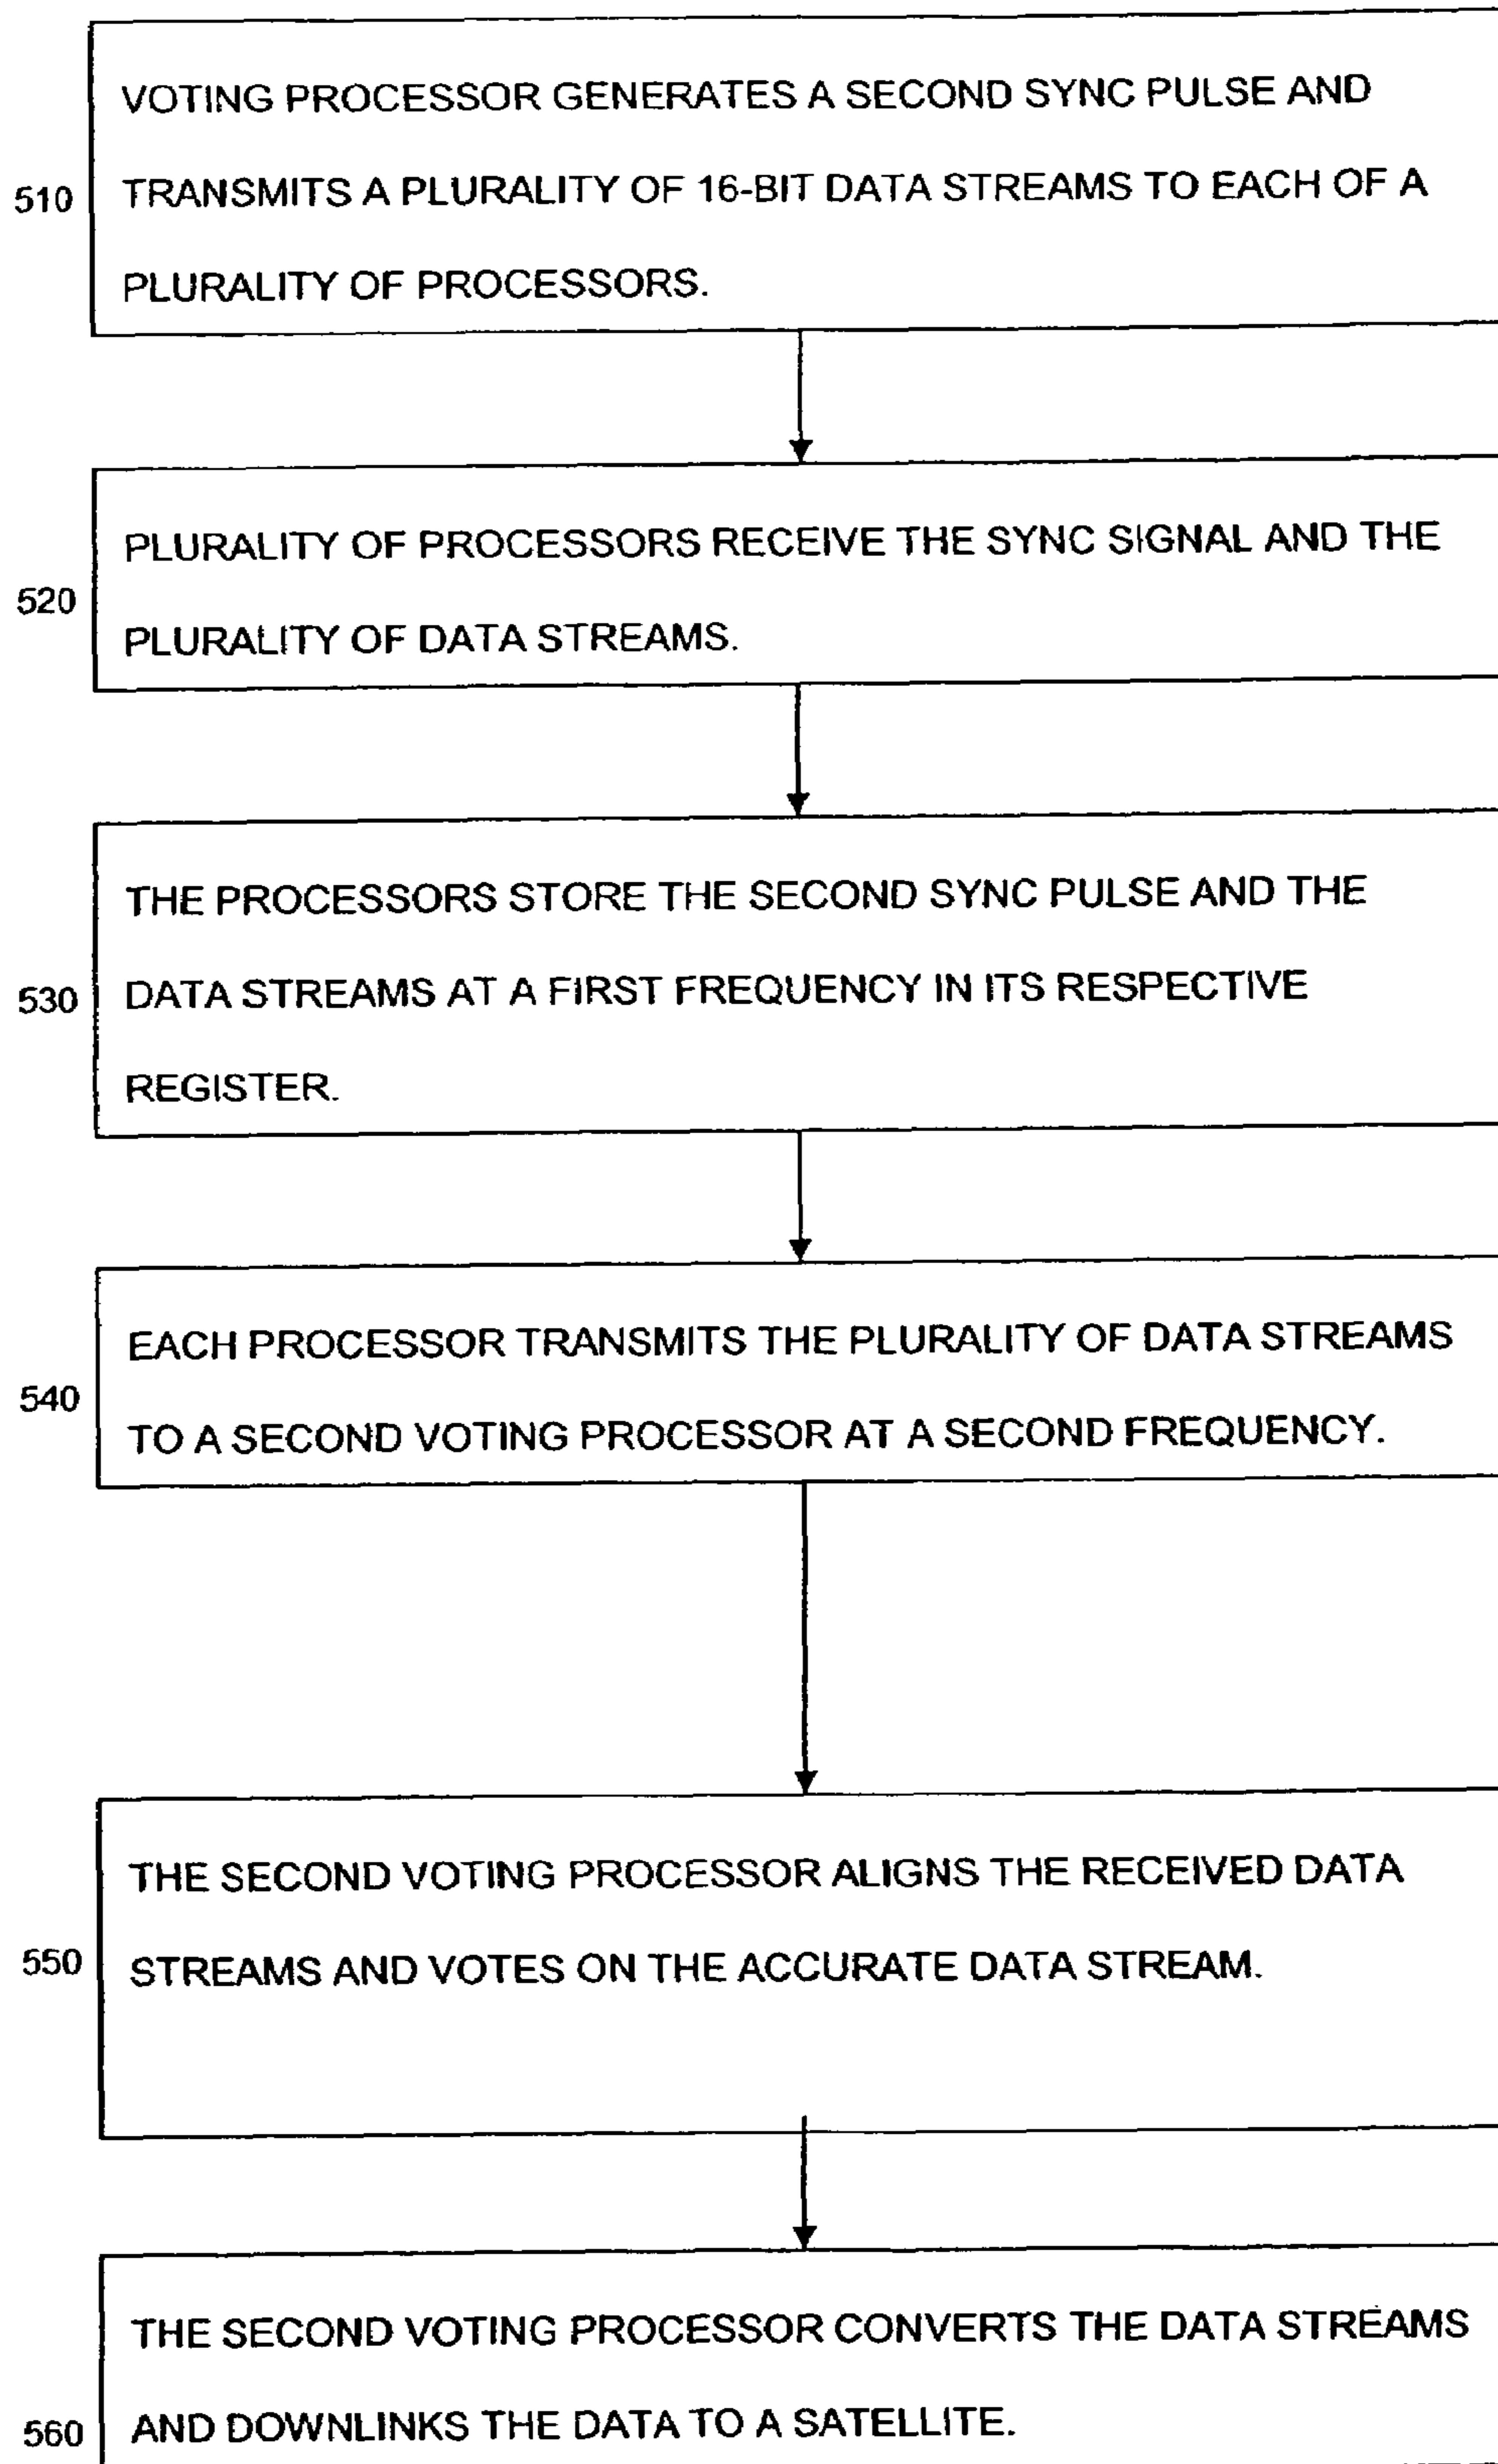 VOTING PROCESSOR GENERATES A SECOND SYNC PULSE AND
510
TRANSMITS A PLURALITY OF 16-BIT DATA STREAMS TO EACH OF A
PLURALITY OF PROCESSORS.
PLURALITY OF PROCESSORS RECEIVE THE SYNC SIGNAL AND THE
520
PLURALITY OF DATA STREAMS.
THE PROCESSORS STORE THE SECOND SYNC PULSE AND THE
530
DATA STREAMS AT A FIRST FREQUENCY IN ITS RESPECTIVE
REGISTER.
EACH PROCESSOR TRANSMITS THE PLURALITY OF DATA STREAMS
540
TO A SECOND VOTING PROCESSOR AT A SECOND FREQUENCY.
THE SECOND VOTING PROCESSOR ALIGNS THE RECEIVED DATA
550
STREAMS AND VOTES ON THE ACCURATE DATA STREAM.
THE SECOND VOTING PROCESSOR CONVERTS THE DATA STREAMS
560
AND DOWNLINKS THE DATA TO A SATELLITE.